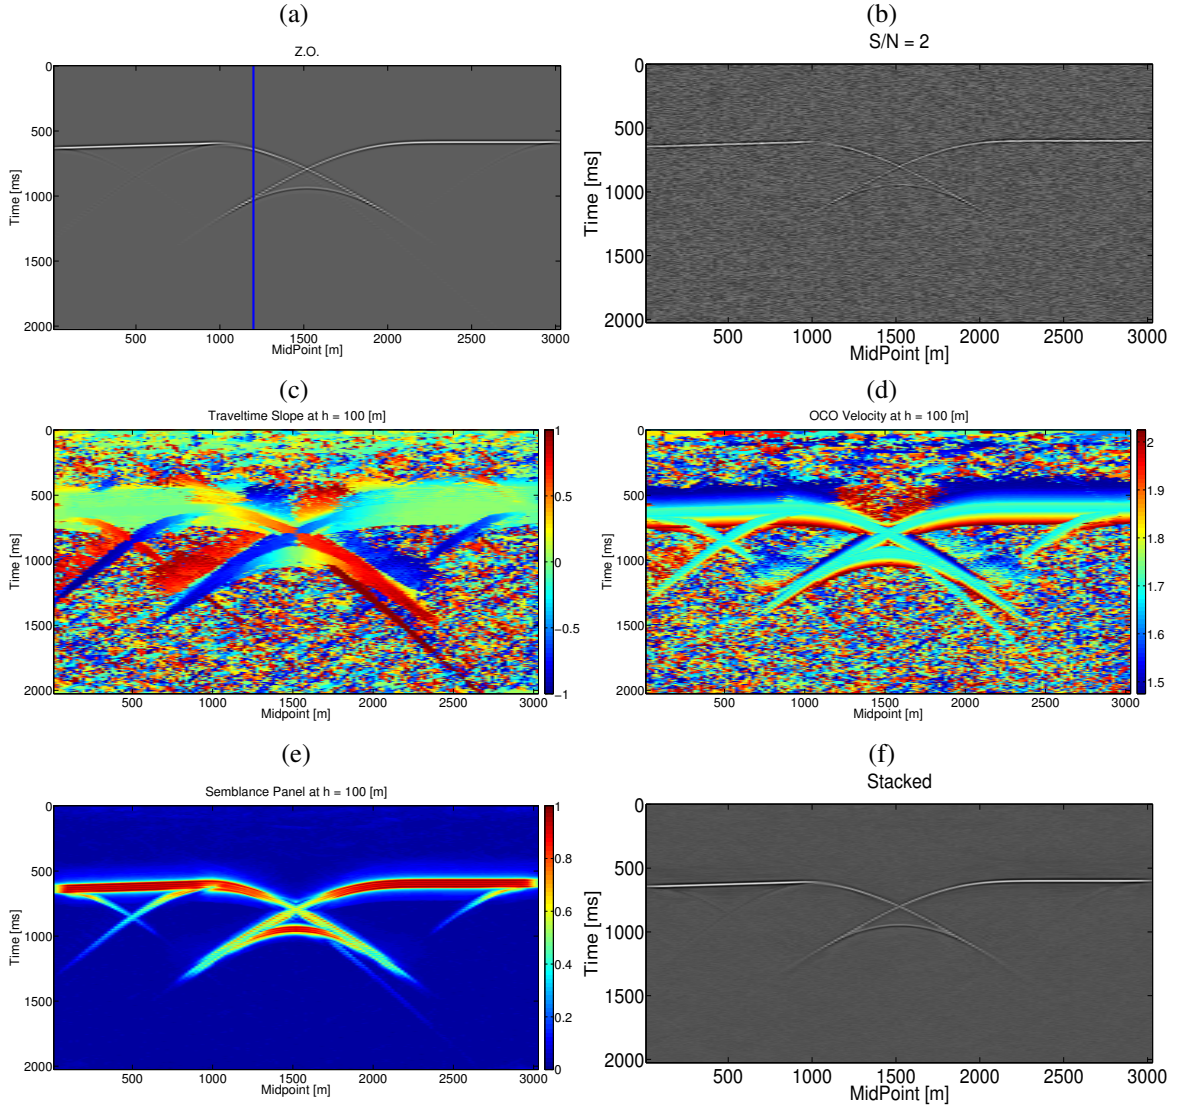 (a)
Z.O.
0
500
1000
1500
2000
Time [ms]
500 1000 1500 2000 2500 3000
MidPoint [m]
(b)
S/N = 2
0
500
1000
1500
2000
Time [ms]
500 1000 1500 2000 2500 3000
MidPoint [m]
(c)
Traveltime Slope at h = 100 [m]
0
500
1000
1500
2000
Time [ms]
500 1000 1500 2000 2500 3000
Midpoint [m]
1
0.5
0
−0.5
−1
(d)
OCO Velocity at h = 100 [m]
0
500
1000
1500
2000
Time [ms]
500 1000 1500 2000 2500 3000
Midpoint [m]
2
1.9
1.8
1.7
1.6
1.5
(e)
Semblance Panel at h = 100 [m]
0
500
1000
1500
2000
Time [ms]
500 1000 1500 2000 2500 3000
Midpoint [m]
1
0.8
0.6
0.4
0.2
0
(f)
Stacked
0
500
1000
1500
2000
Time [ms]
500 1000 1500 2000 2500 3000
MidPoint [m]